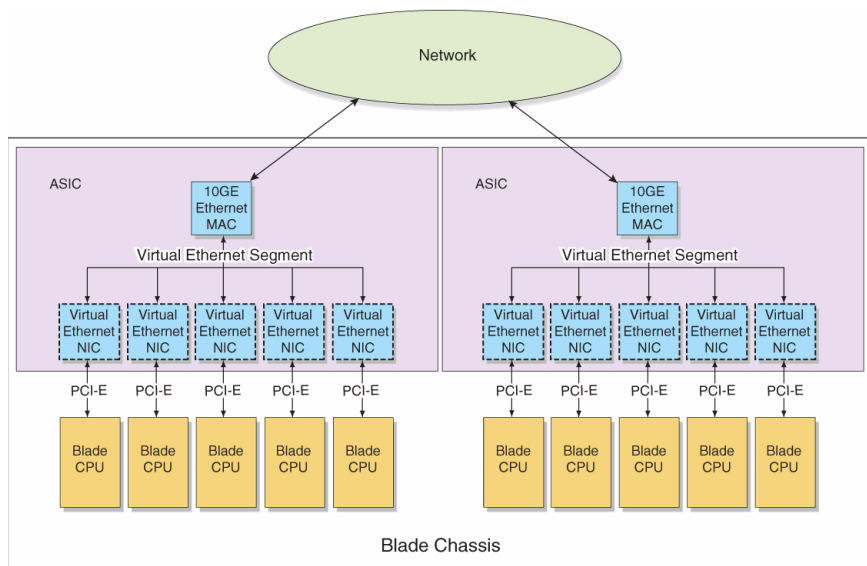 Network
ASIC
10GE
Ethernet
MAC
Virtual Ethernet Segment
Virtual
Ethernet
NIC
Virtual
Ethernet
NIC
Virtual
Ethernet
NIC
Virtual
Ethernet
NIC
Virtual
Ethernet
NIC
PCI-E
PCI-E
PCI-E
PCI-E
PCI-E
Blade
CPU
Blade
CPU
Blade
CPU
Blade
CPU
Blade
CPU
ASIC
10GE
Ethernet
MAC
Virtual Ethernet Segment
Virtual
Ethernet
NIC
Virtual
Ethernet
NIC
Virtual
Ethernet
NIC
Virtual
Ethernet
NIC
Virtual
Ethernet
NIC
PCI-E
PCI-E
PCI-E
PCI-E
PCI-E
Blade
CPU
Blade
CPU
Blade
CPU
Blade
CPU
Blade
CPU
Blade Chassis